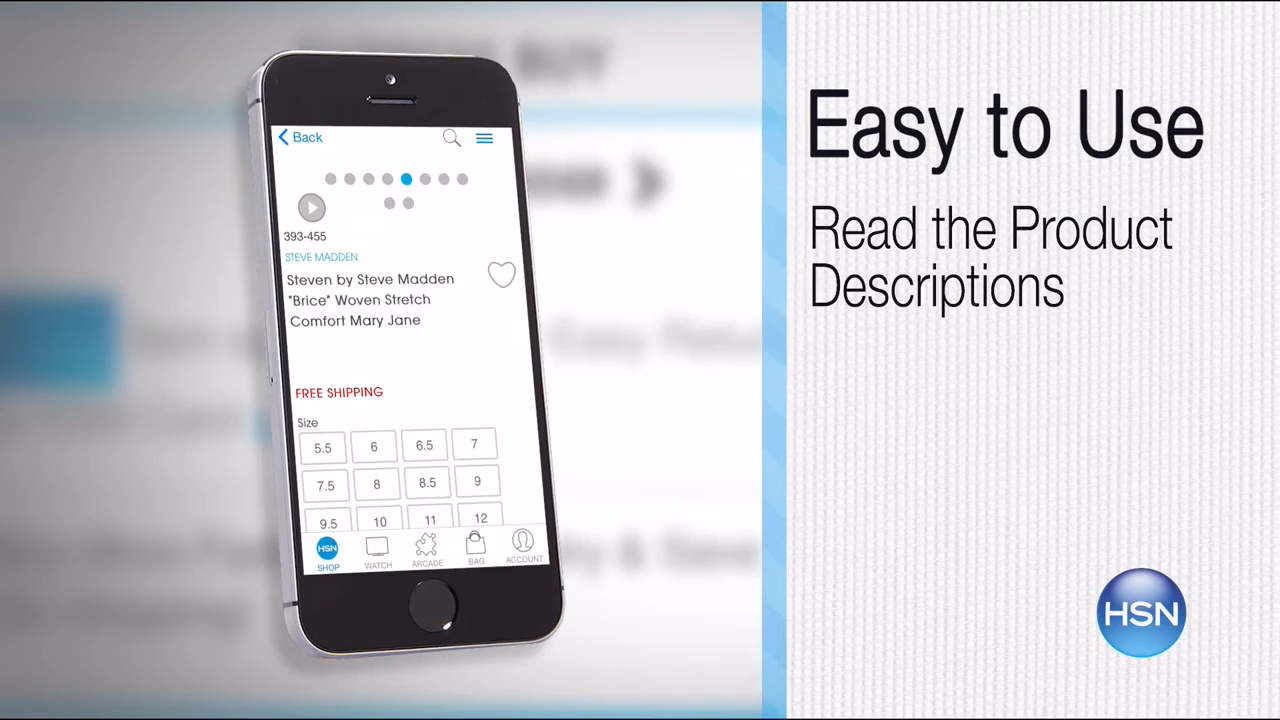 BUY
Back
393-455
STEVE MADDEN
Steven by Steve Madden
"Brice" Woven Stretch
Comfort Mary Jane
FREE SHIPPING
Size
5.5 6 6.5 7
7.5 8 8.5 9
9.5 10 11 12
HSN
SHOP WATCH ARCADE BAG ACCOUNT
Easy to Use
Read the Product
Descriptions
HSN